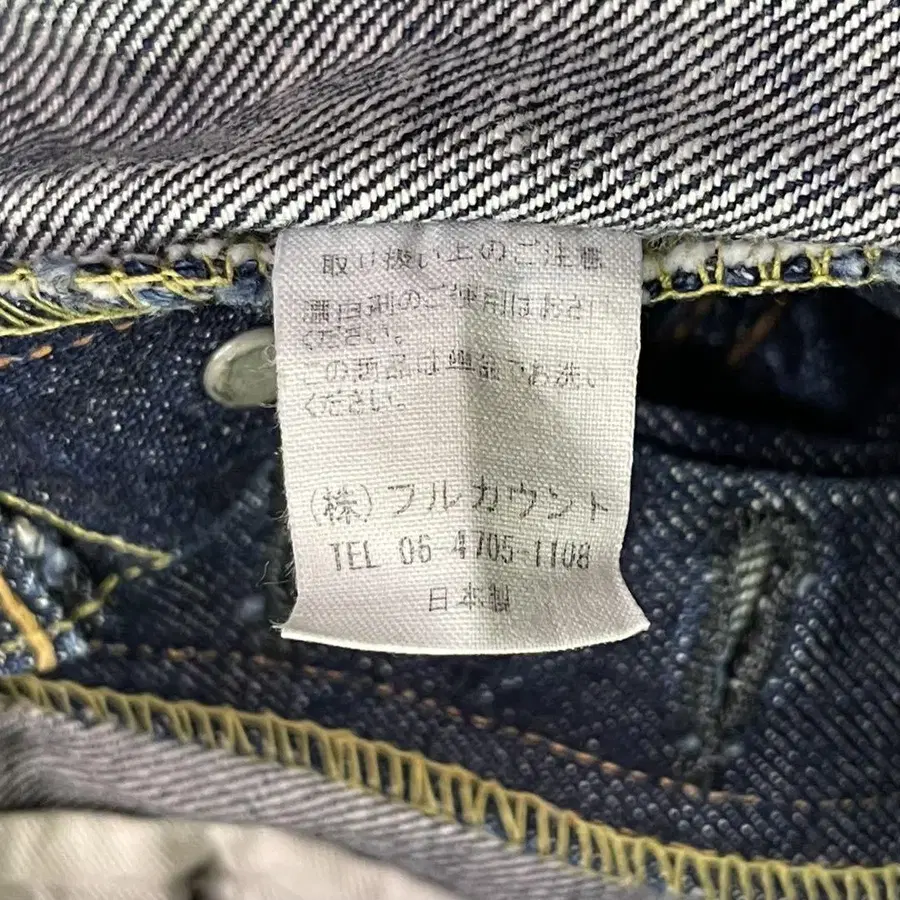 取り扱い上のご注意
漂白剤のご使用はおさけ
ください。
この商品は単品でお洗い
ください。
(株)フルカウント
TEL 06-4705-1108
日本製